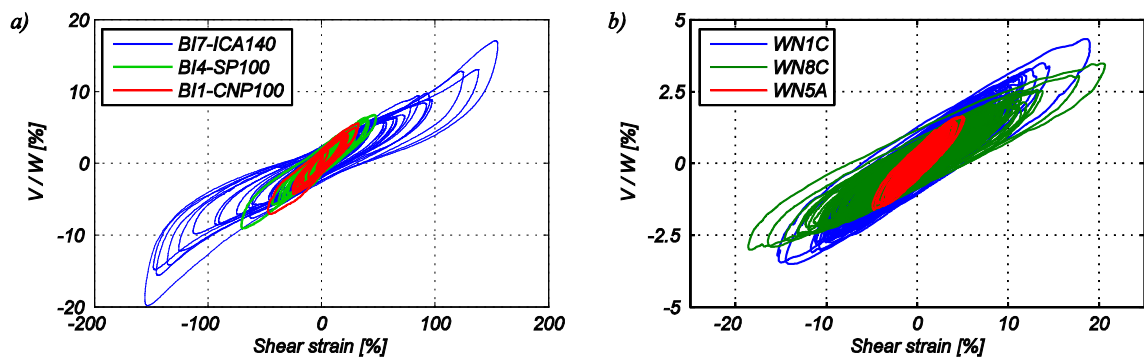 a)
V / W [%]
20
10
0
-10
-20
-200
-100
0
100
200
Shear strain [%]
BI7-ICA140
BI4-SP100
BI1-CNP100
b)
V / W [%]
5
2.5
0
-2.5
5
-20
-10
0
10
20
Shear strain [%]
WN1C
WN8C
WN5A